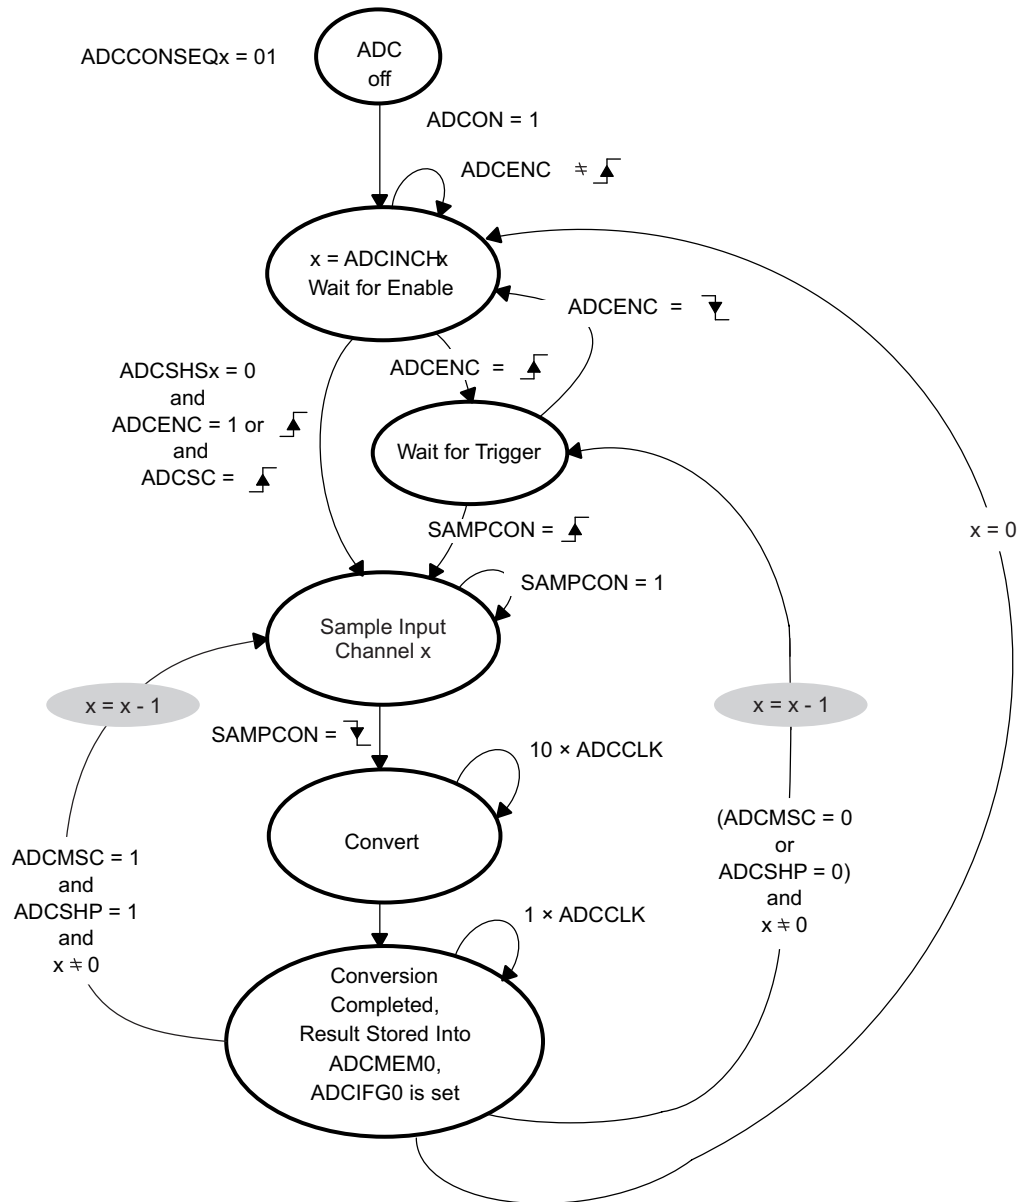 ADCCONSEQx = 01
ADC
off
ADCON = 1
ADCENC ≠
x = ADCINCHx
Wait for Enable
ADCENC =
ADCSHSx = 0
and
ADCENC = 1 or
and
ADCSC =
ADCENC =
Wait for Trigger
SAMPCON =
x = 0
SAMPCON = 1
Sample Input
Channel x
x = x - 1
x = x - 1
SAMPCON =
10 × ADCCLK
Convert
(ADCMSC = 0
or
ADCSHP = 0)
and
x ≠ 0
ADCMSC = 1
and
ADCSHP = 1
and
x ≠ 0
1 × ADCCLK
Conversion
Completed,
Result Stored Into
ADCMEM0,
ADCIFG0 is set